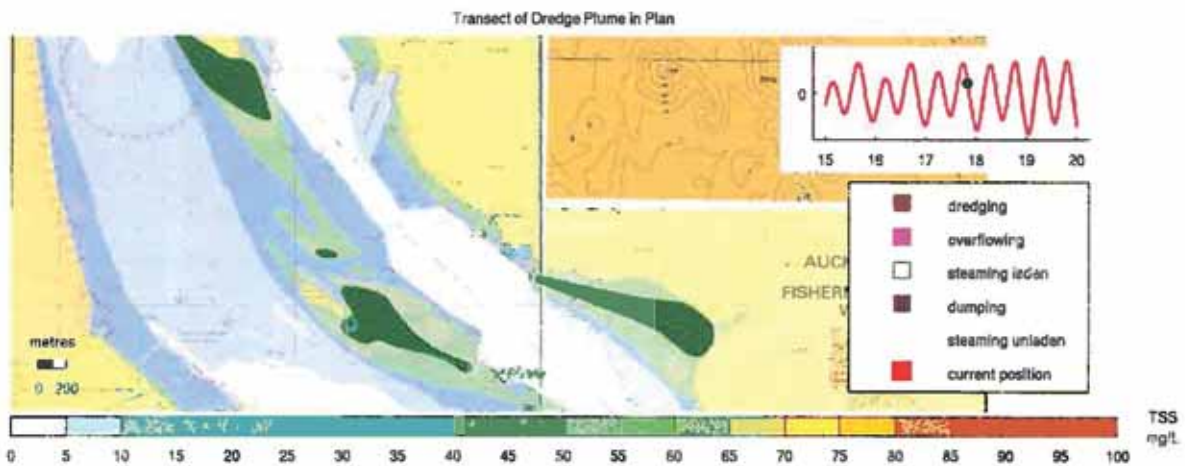 Transect of Dredge Plume in Plan
0
15 16 17 18 19 20
dredging
overflowing
steaming laden
dumping
steaming unladen
current position
AUCK
FISHERM
metres
0 200
TSS
mg/L
0 5 10 15 20 25 30 35 40 45 50 55 60 65 70 75 80 85 90 95 100